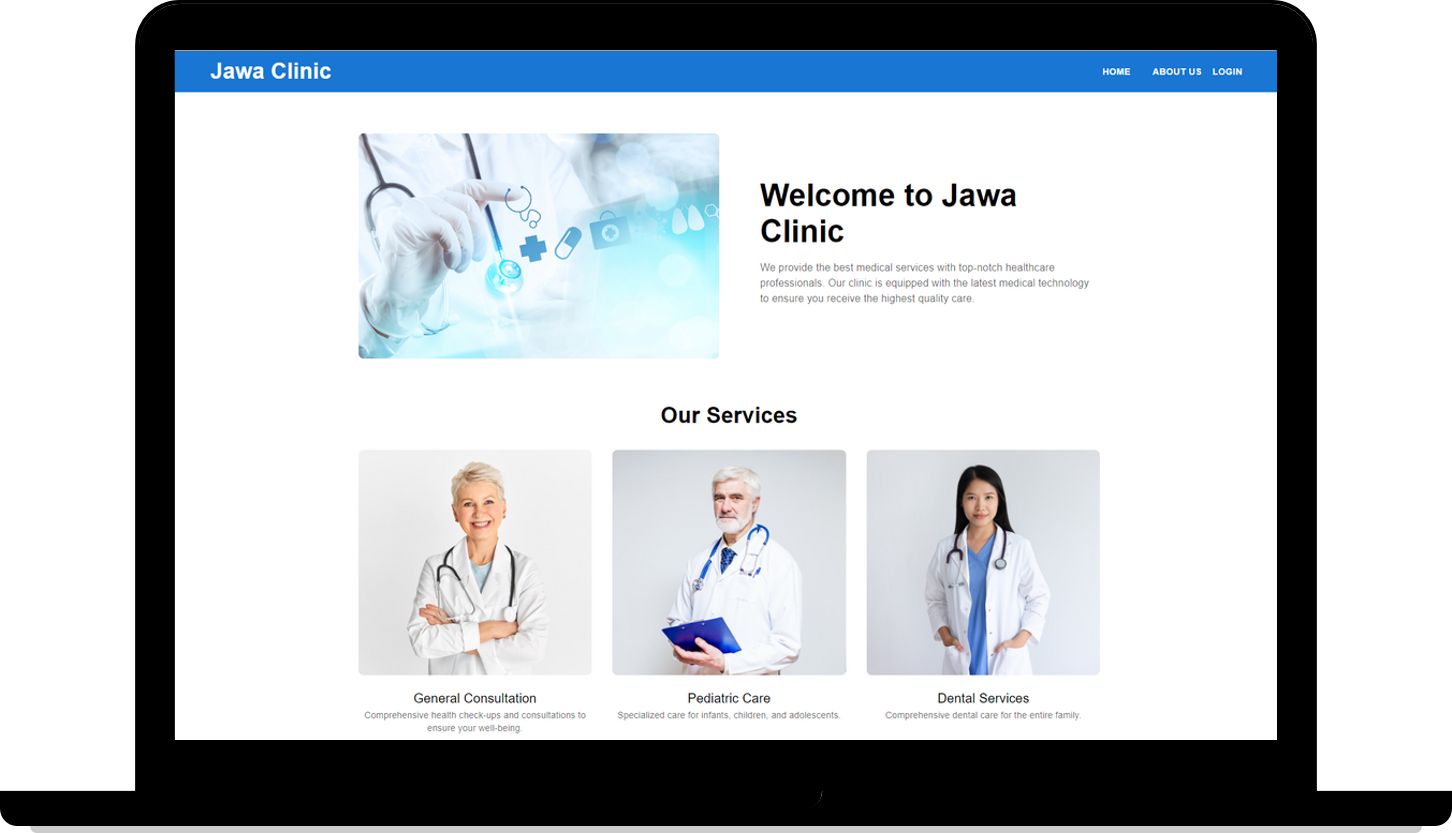 Jawa Clinic
HOME ABOUT US LOGIN
Welcome to Jawa
Clinic
We provide the best medical services with top-notch healthcare
professionals. Our clinic is equipped with the latest medical technology
to ensure you receive the highest quality care.
Our Services
General Consultation
Comprehensive health check-ups and consultations to
ensure your well-being.
Pediatric Care
Specialized care for infants, children, and adolescents.
Dental Services
Comprehensive dental care for the entire family.